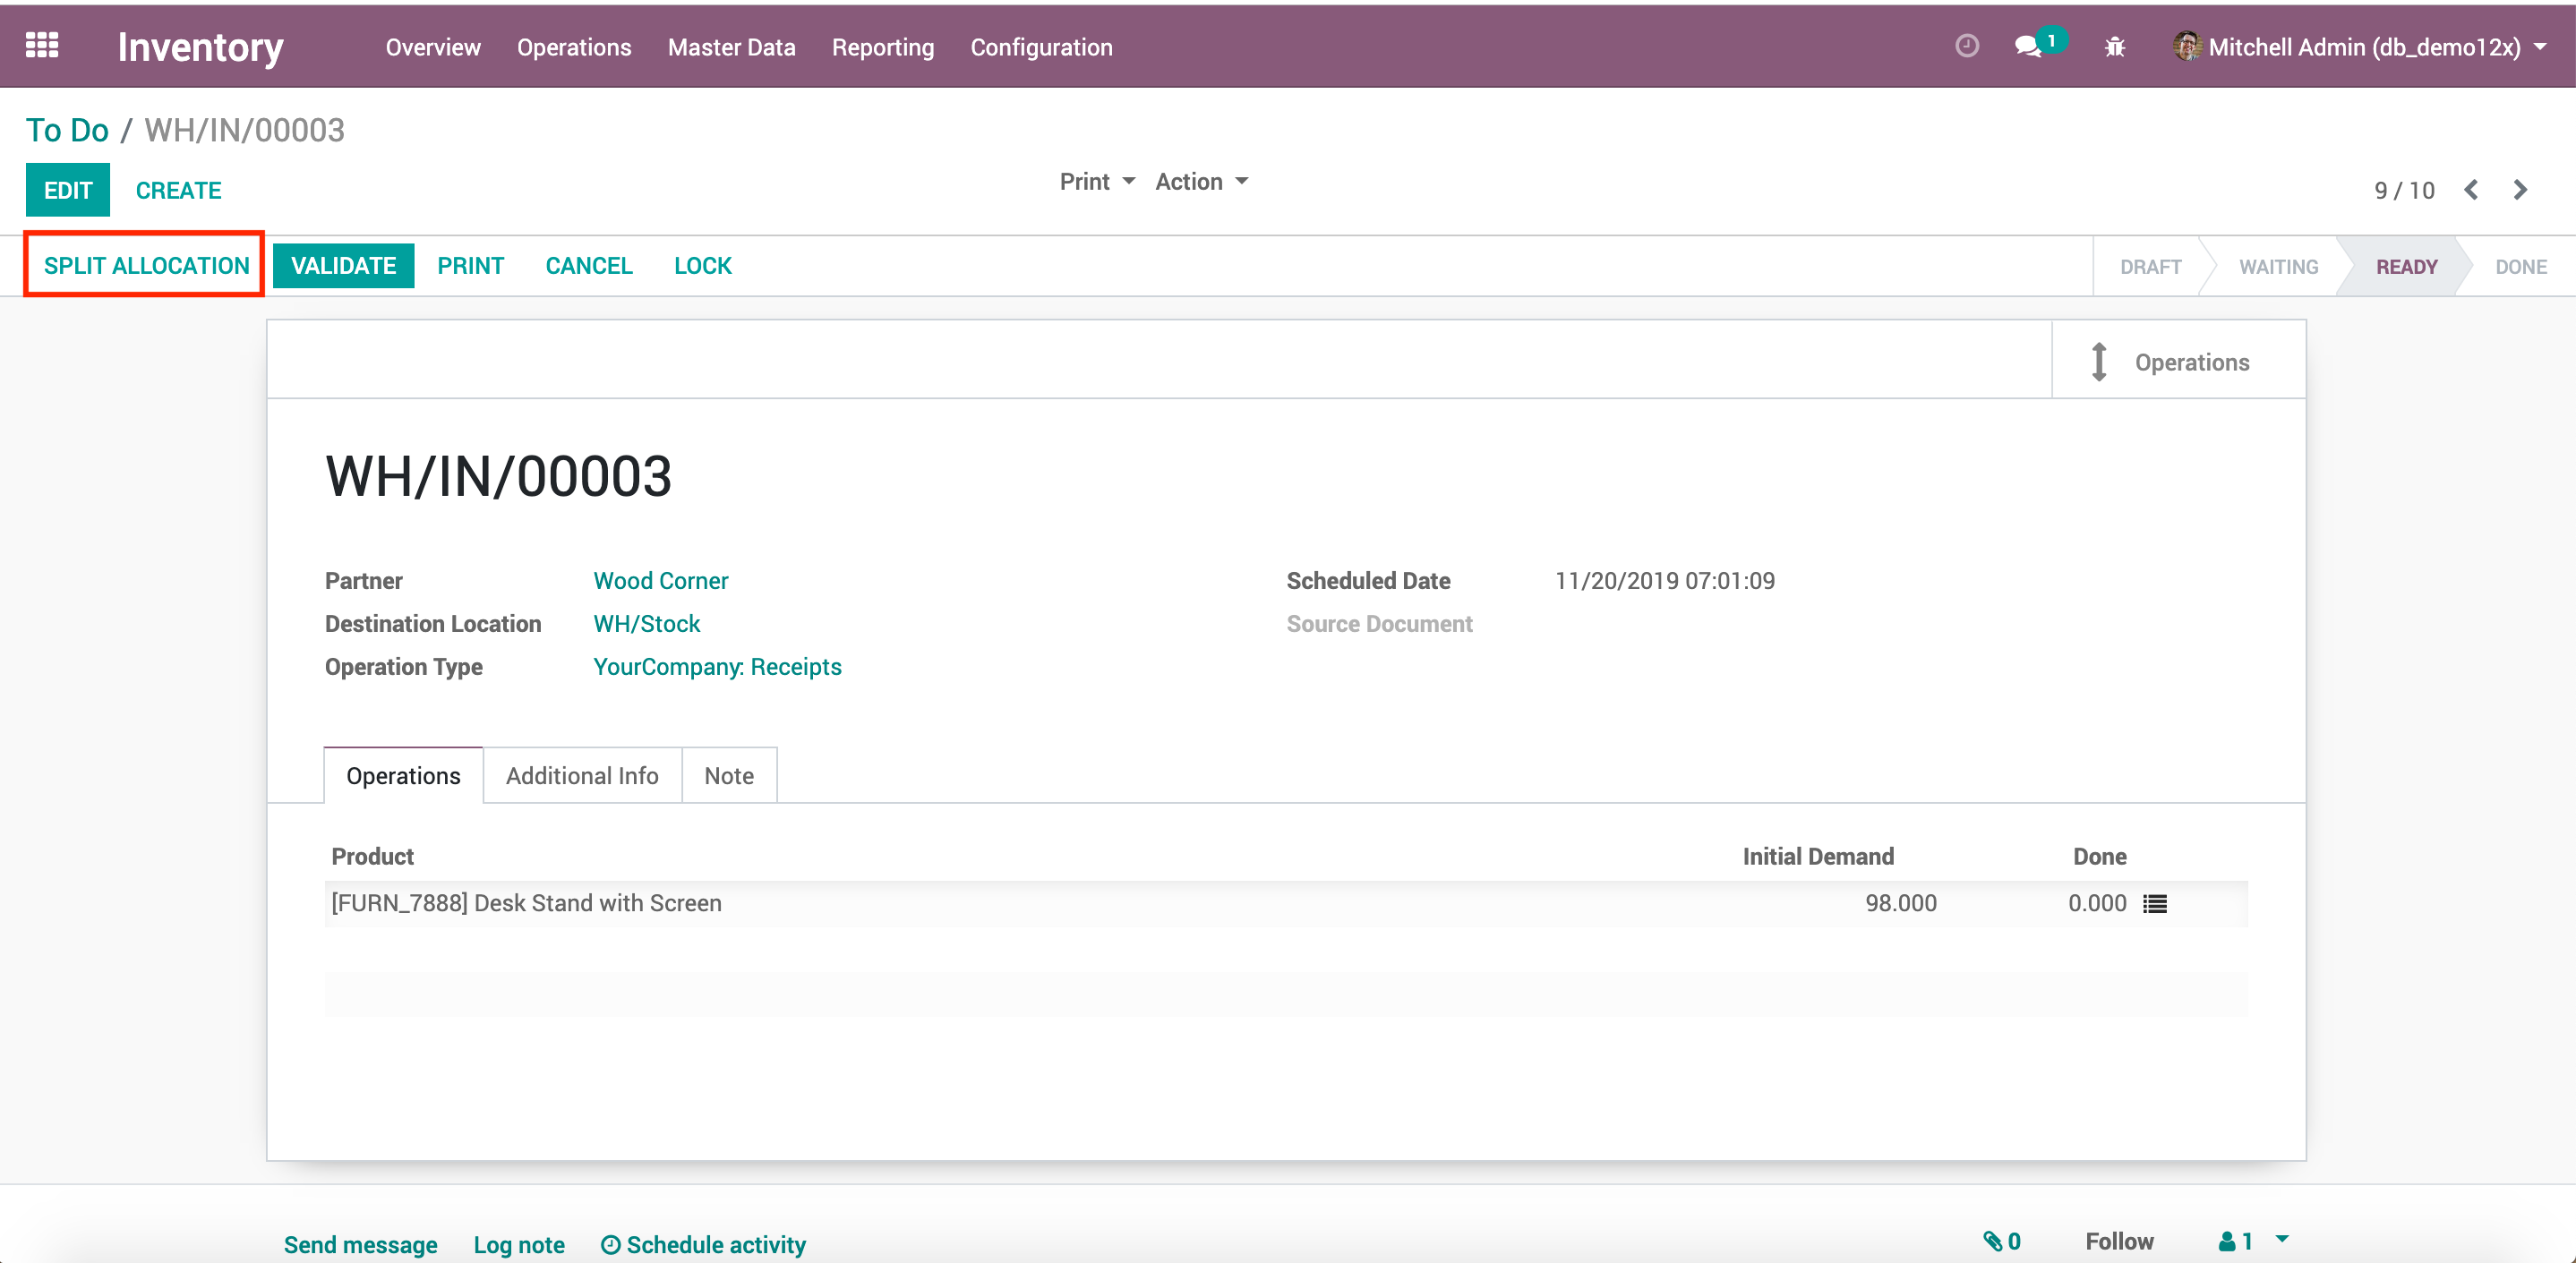 Inventory Overview Operations Master Data Reporting Configuration 1 Mitchell Admin (db_demo12x)
To Do / WH/IN/00003
EDIT CREATE Print Action 9 / 10
SPLIT ALLOCATION VALIDATE PRINT CANCEL LOCK DRAFT WAITING READY DONE
Operations
WH/IN/00003
Partner Wood Corner Scheduled Date 11/20/2019 07:01:09
Destination Location WH/Stock Source Document
Operation Type YourCompany: Receipts
Operations Additional Info Note
Product Initial Demand Done
[FURN_7888] Desk Stand with Screen 98.000 0.000
Send message Log note Schedule activity 0 Follow 1